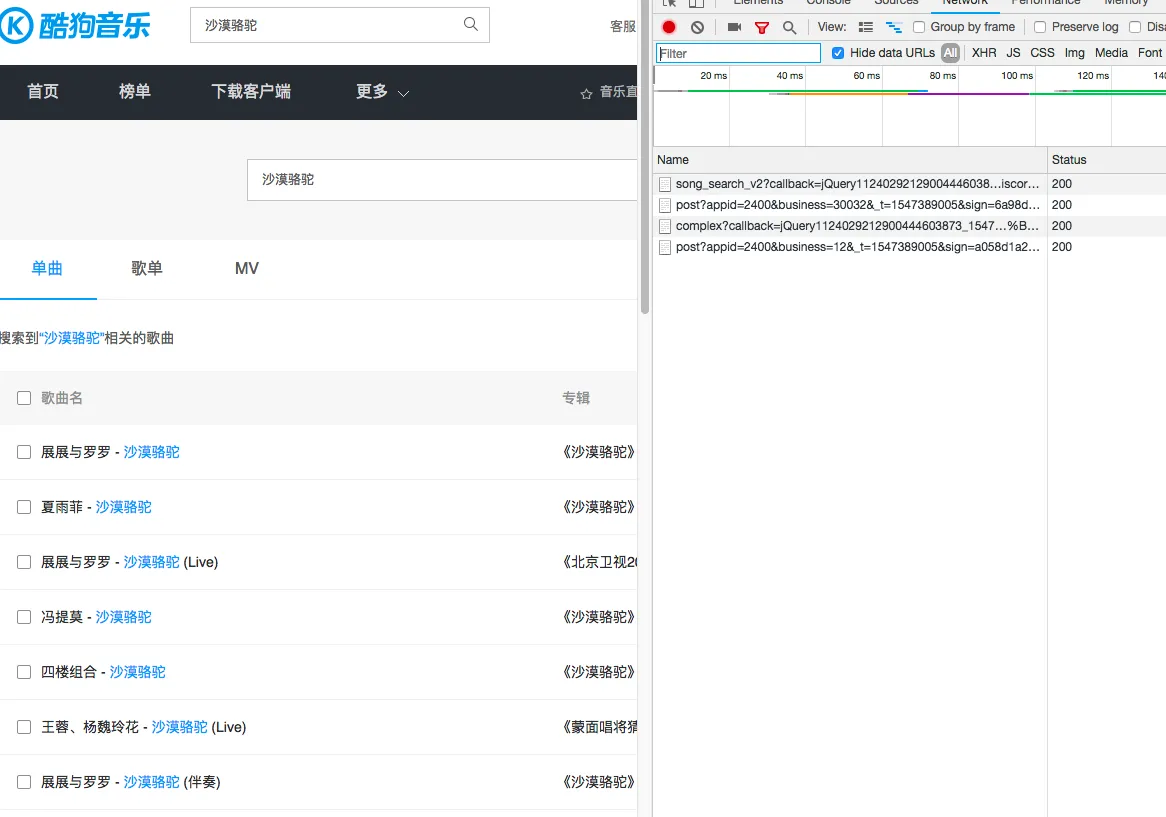 酷狗音乐
沙漠骆驼
客服
首页 榜单 下载客户端 更多 音乐直
沙漠骆驼
单曲 歌单 MV
搜索到“沙漠骆驼”相关的歌曲
歌曲名 专辑
展展与罗罗 - 沙漠骆驼 《沙漠骆驼》
夏雨菲 - 沙漠骆驼 《沙漠骆驼》
展展与罗罗 - 沙漠骆驼 (Live) 《北京卫视20
冯提莫 - 沙漠骆驼 《沙漠骆驼》
四楼组合 - 沙漠骆驼 《沙漠骆驼》
王蓉、杨魏玲花 - 沙漠骆驼 (Live) 《蒙面唱将猜
展展与罗罗 - 沙漠骆驼 (伴奏) 《沙漠骆驼》
Elements Console Sources Network Performance Memory
View: Group by frame Preserve log Disa
Filter Hide data URLs All XHR JS CSS Img Media Font
20 ms 40 ms 60 ms 80 ms 100 ms 120 ms 140
Name Status
song_search_v2?callback=jQuery11240292129004446038…iscor… 200
post?appid=2400&business=30032&_t=1547389005&sign=6a98d… 200
complex?callback=jQuery1124029212900444603873_1547…%B… 200
post?appid=2400&business=12&_t=1547389005&sign=a058d1a2… 200